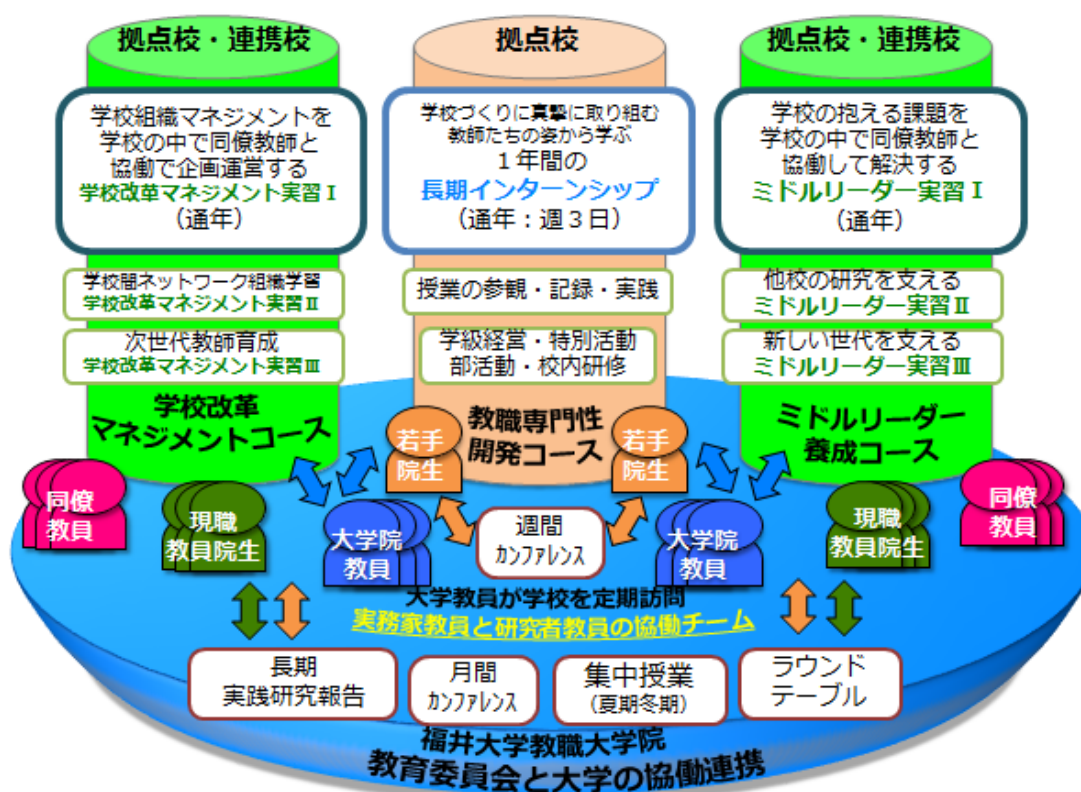 拠点校・連携校
学校組織マネジメントを
学校の中で同僚教師と
協働で企画運営する
学校改革マネジメント実習Ⅰ
（通年）
学校間ネットワーク組織学習
学校改革マネジメント実習Ⅱ
次世代教師育成
学校改革マネジメント実習Ⅲ
学校改革
マネジメントコース
拠点校
学校づくりに真摯に取り組む
教師たちの姿から学ぶ
１年間の
長期インターンシップ
（通年：週３日）
授業の参観・記録・実践
学級経営・特別活動
部活動・校内研修
教職専門性
開発コース
拠点校・連携校
学校の抱える課題を
学校の中で同僚教師と
協働して解決する
ミドルリーダー実習Ⅰ
（通年）
他校の研究を支える
ミドルリーダー実習Ⅱ
新しい世代を支える
ミドルリーダー実習Ⅲ
ミドルリーダー
養成コース
同僚
教員
現職
教員院生
大学院
教員
若手
院生
週間
ｶﾝﾌｧﾚﾝｽ
若手
院生
大学院
教員
現職
教員院生
同僚
教員
大学教員が学校を定期訪問
実務家教員と研究者教員の協働チーム
長期
実践研究報告
月間
ｶﾝﾌｧﾚﾝｽ
集中授業
（夏期冬期）
ラウンド
テーブル
福井大学教職大学院
教育委員会と大学の協働連携